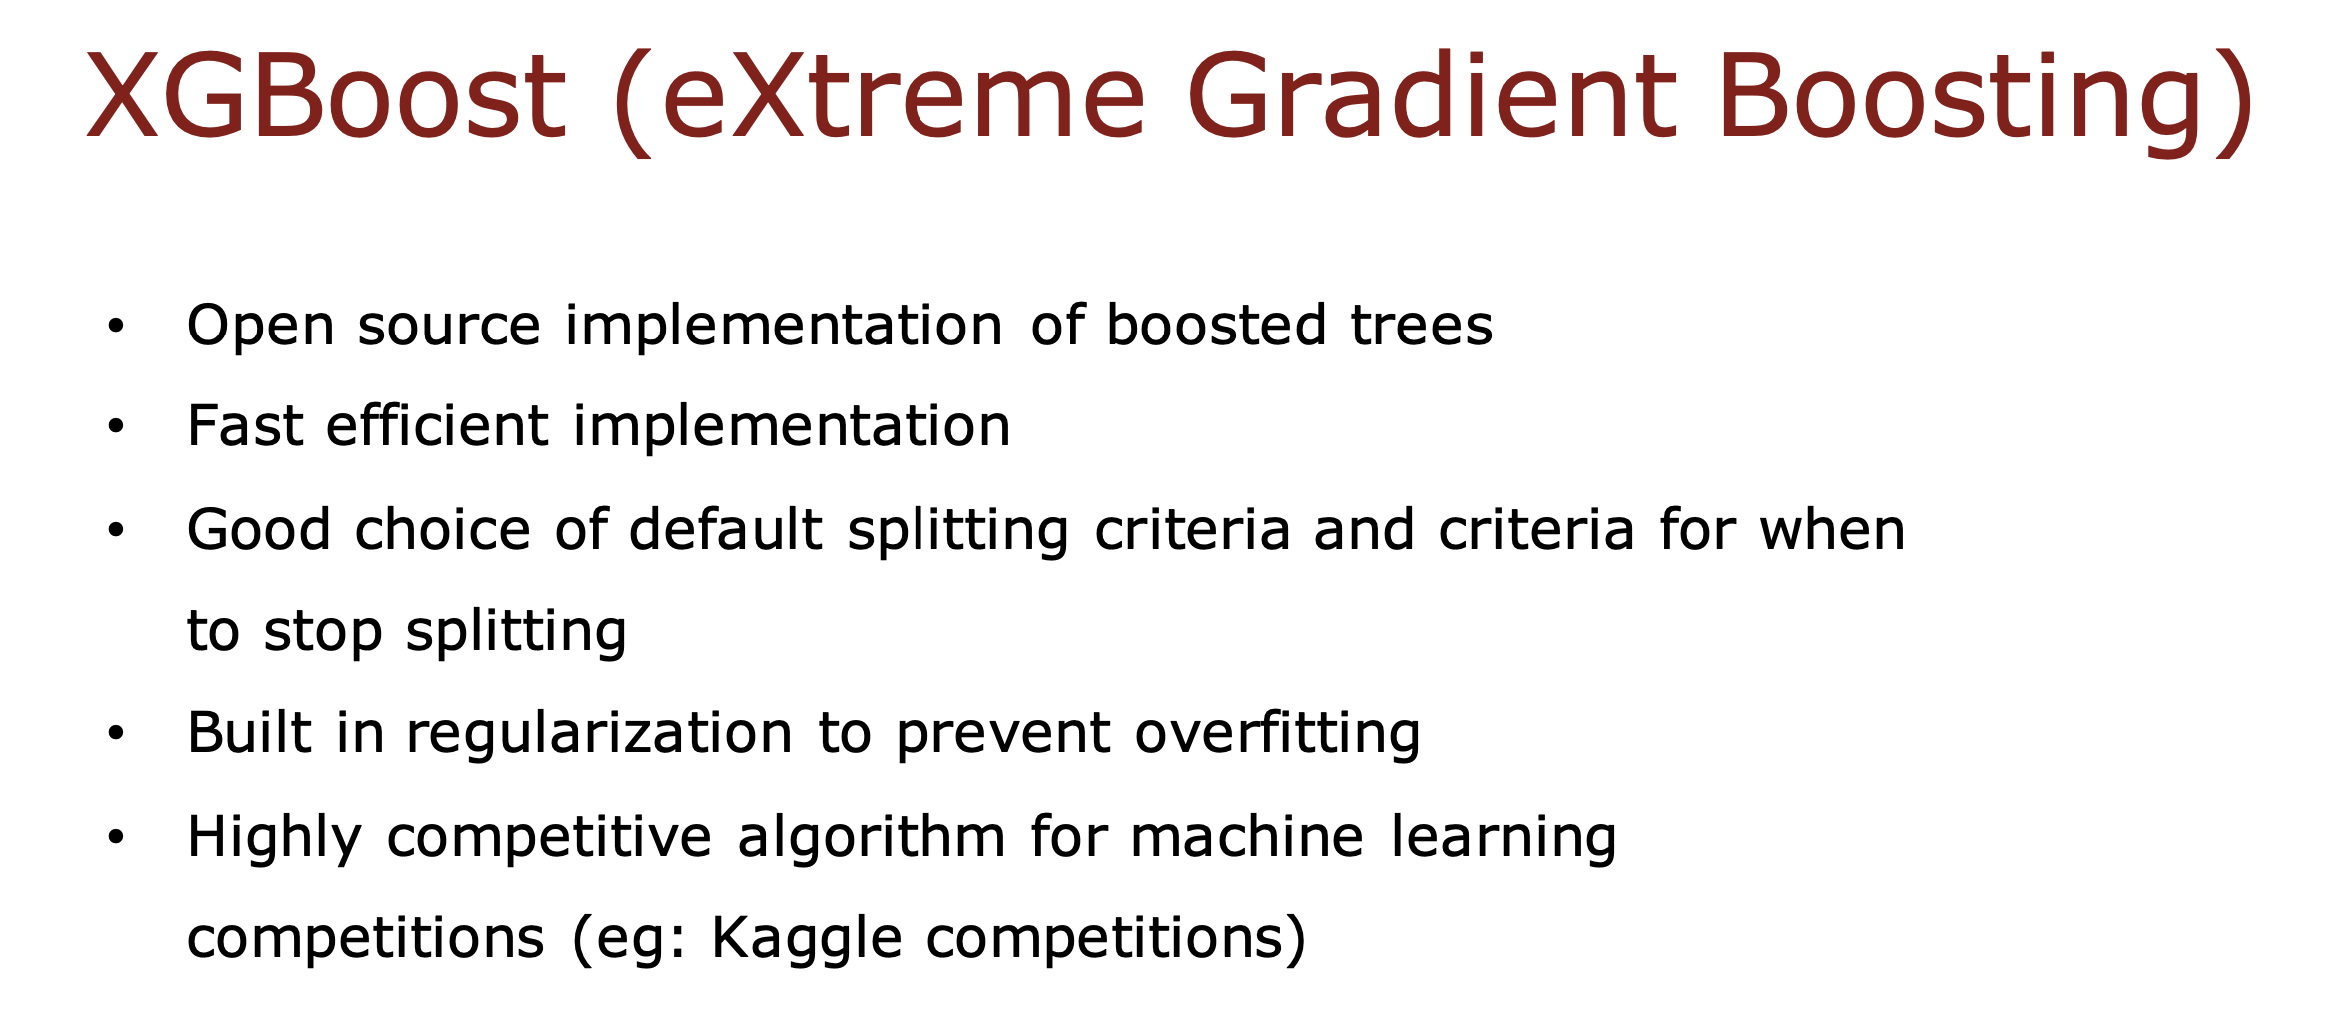 XGBoost (eXtreme Gradient Boosting)
• Open source implementation of boosted trees
• Fast efficient implementation
• Good choice of default splitting criteria and criteria for when
to stop splitting
• Built in regularization to prevent overfitting
• Highly competitive algorithm for machine learning
competitions (eg: Kaggle competitions)